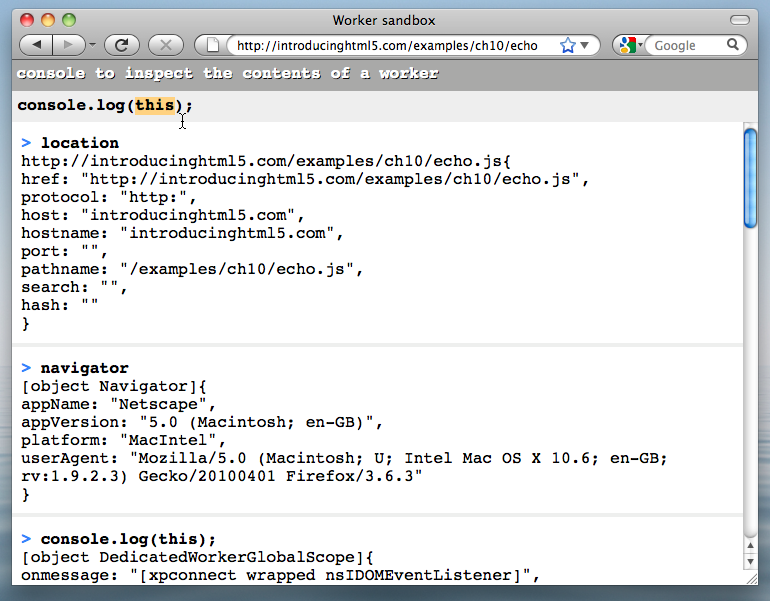 Worker sandbox
http://introducinghtml5.com/examples/ch10/echo
Google
console to inspect the contents of a worker
console.log(this);
> location
http://introducinghtml5.com/examples/ch10/echo.js{
href: "http://introducinghtml5.com/examples/ch10/echo.js",
protocol: "http:",
host: "introducinghtml5.com",
hostname: "introducinghtml5.com",
port: "",
pathname: "/examples/ch10/echo.js",
search: "",
hash: ""
}
> navigator
[object Navigator]{
appName: "Netscape",
appVersion: "5.0 (Macintosh; en-GB)",
platform: "MacIntel",
userAgent: "Mozilla/5.0 (Macintosh; U; Intel Mac OS X 10.6; en-GB;
rv:1.9.2.3) Gecko/20100401 Firefox/3.6.3"
}
> console.log(this);
[object DedicatedWorkerGlobalScope]{
onmessage: "[xpconnect wrapped nsIDOMEventListener]",